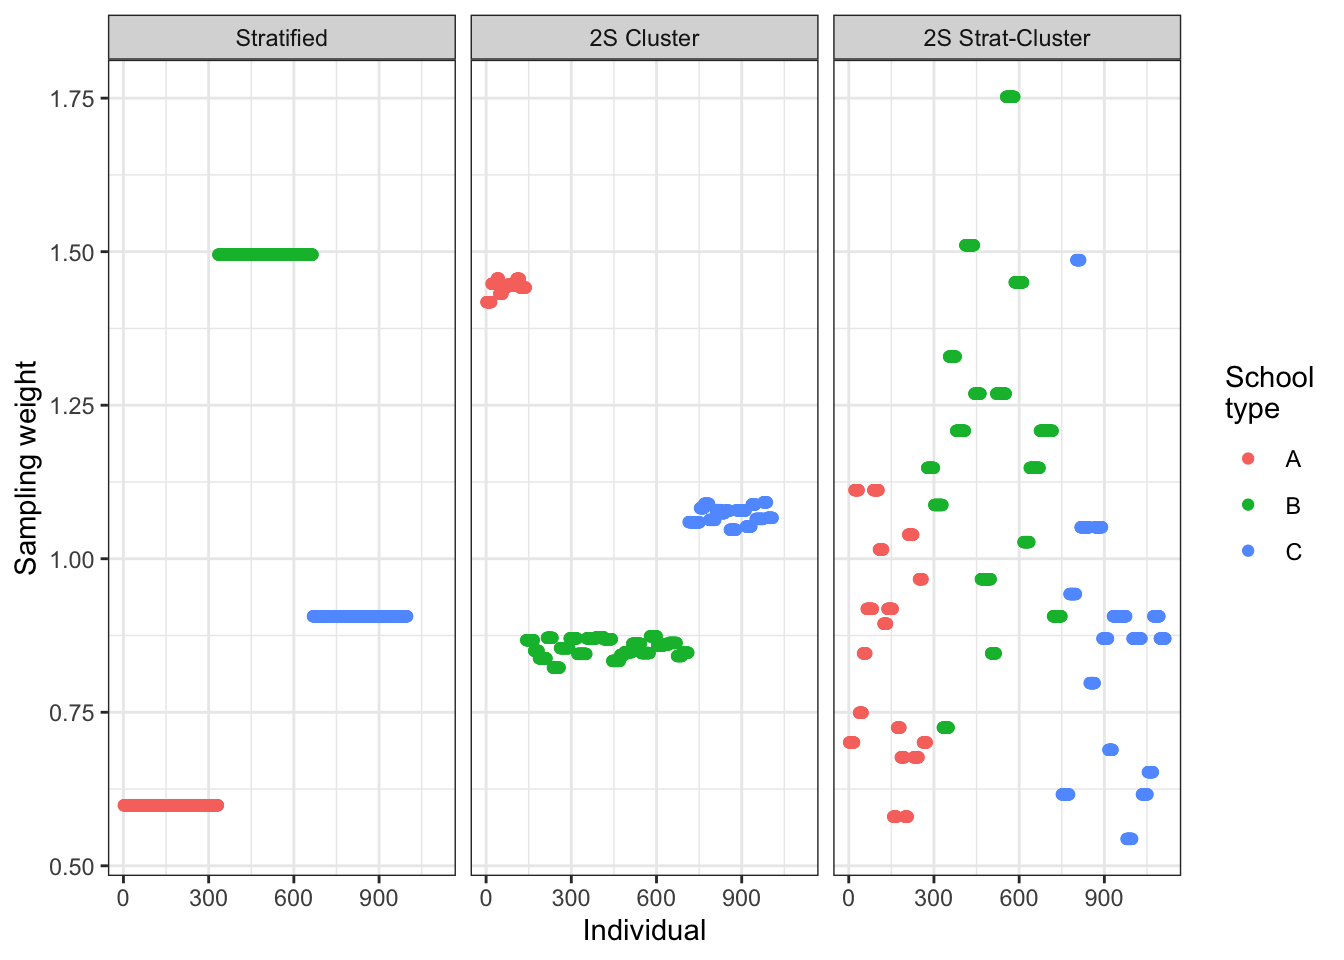 Stratified 2S Cluster 2S Strat-Cluster
1.75
1.50
1.25
1.00
0.75
0.50
Sampling weight
0 300 600 900 0 300 600 900 0 300 600 900
Individual
School
type
A
B
C